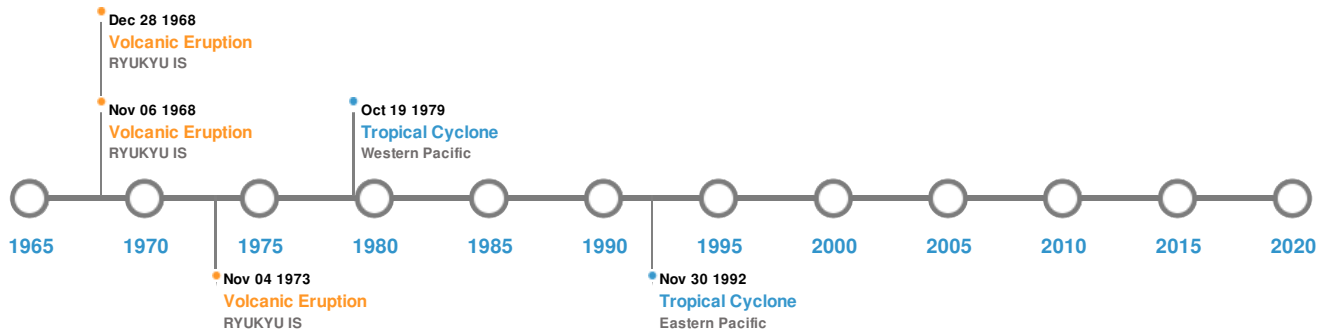 Dec 28 1968
Volcanic Eruption
RYUKYU IS
Nov 06 1968
Volcanic Eruption
RYUKYU IS
Oct 19 1979
Tropical Cyclone
Western Pacific
1965 1970 1975 1980 1985 1990 1995 2000 2005 2010 2015 2020
Nov 04 1973
Volcanic Eruption
RYUKYU IS
Nov 30 1992
Tropical Cyclone
Eastern Pacific